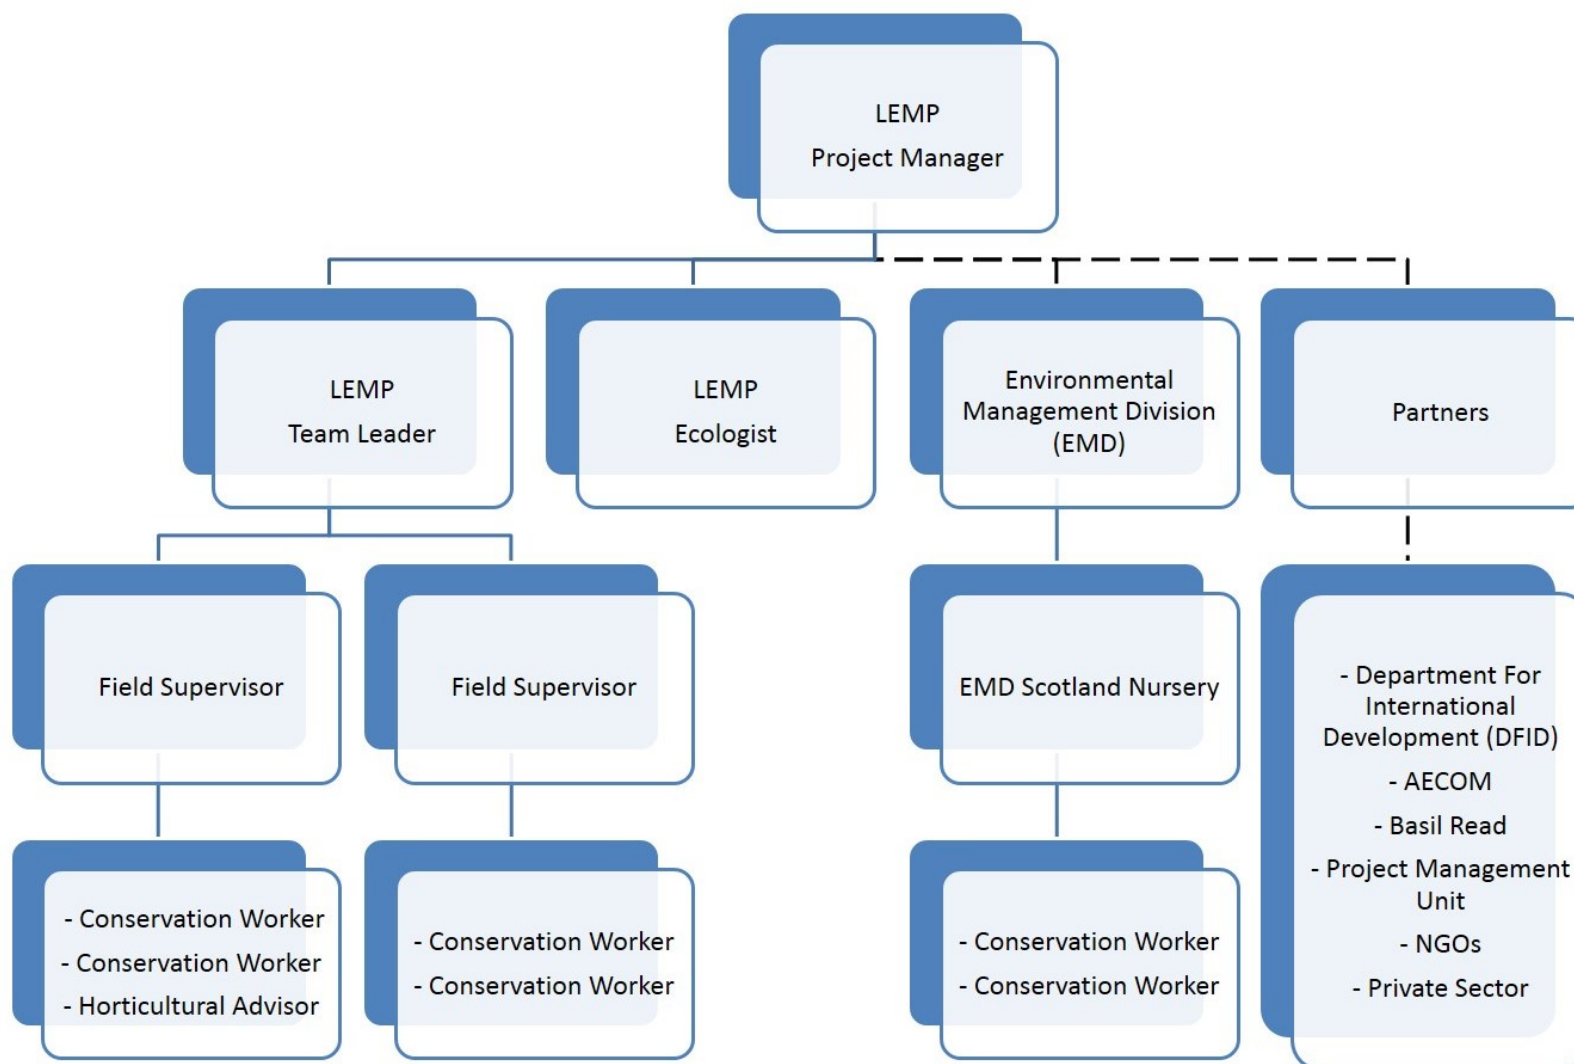 LEMP
Project Manager
LEMP
Team Leader
LEMP
Ecologist
Environmental
Management Division
(EMD)
Partners
Field Supervisor
Field Supervisor
EMD Scotland Nursery
- Department For
International
Development (DFID)
- AECOM
- Basil Read
- Project Management
Unit
- NGOs
- Private Sector
- Conservation Worker
- Conservation Worker
- Horticultural Advisor
- Conservation Worker
- Conservation Worker
- Conservation Worker
- Conservation Worker